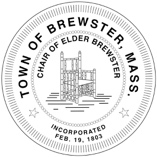 TOWN OF BREWSTER, MASS.
CHAIR OF ELDER BREWSTER
INCORPORATED
FEB. 19, 1803